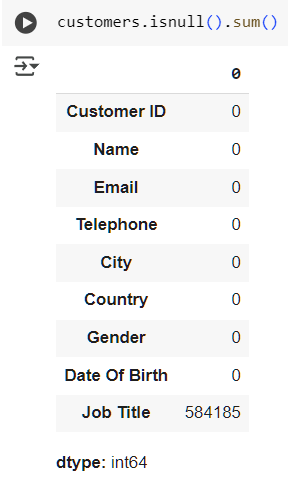 customers.isnull().sum()
0
Customer ID 0
Name 0
Email 0
Telephone 0
City 0
Country 0
Gender 0
Date Of Birth 0
Job Title 584185
dtype: int64